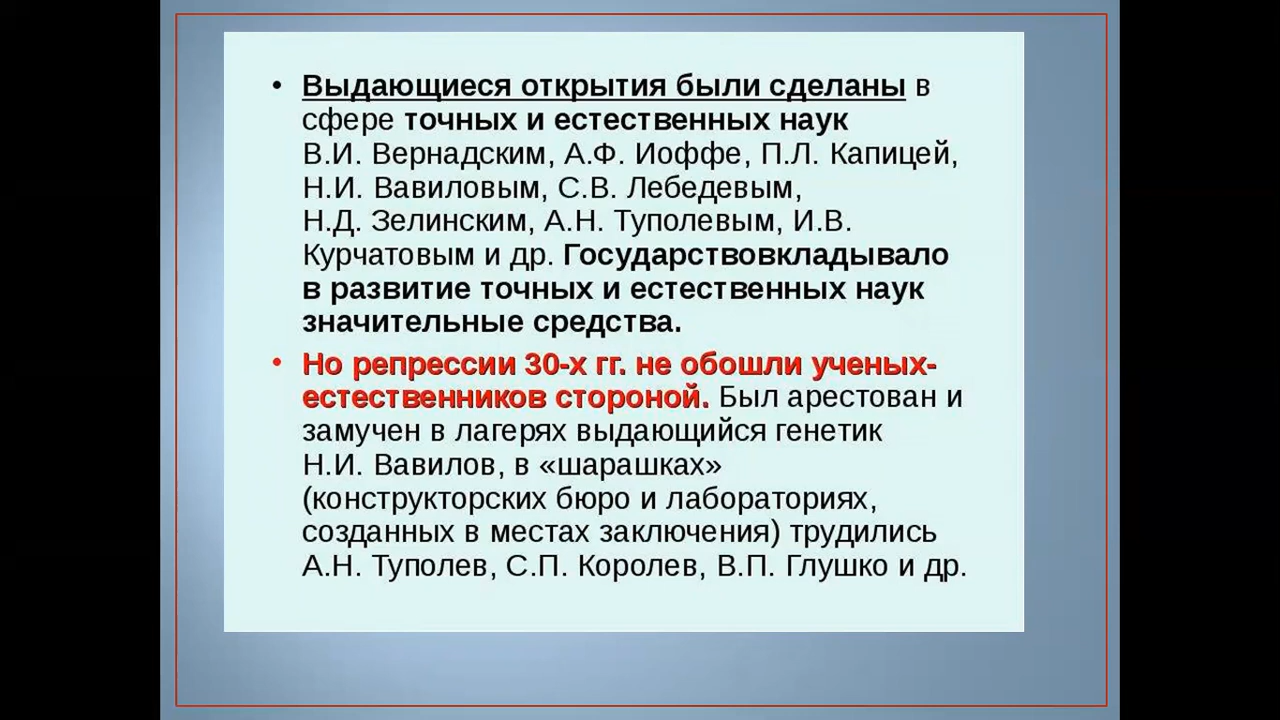 • Выдающиеся открытия были сделаны в
сфере точных и естественных наук
В.И. Вернадским, А.Ф. Иоффе, П.Л. Капицей,
Н.И. Вавиловым, С.В. Лебедевым,
Н.Д. Зелинским, А.Н. Туполевым, И.В.
Курчатовым и др. Государствовкладывало
в развитие точных и естественных наук
значительные средства.
• Но репрессии 30-х гг. не обошли ученых-
естественников стороной. Был арестован и
замучен в лагерях выдающийся генетик
Н.И. Вавилов, в «шарашках»
(конструкторских бюро и лабораториях,
созданных в местах заключения) трудились
А.Н. Туполев, С.П. Королев, В.П. Глушко и др.